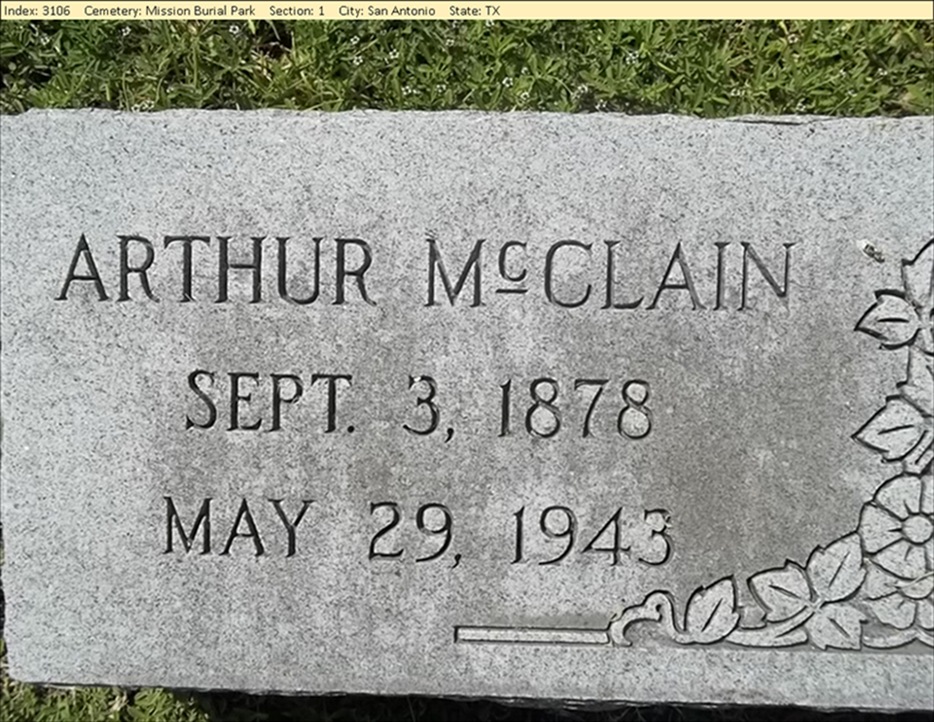 Index: 3106 Cemetery: Mission Burial Park Section: 1 City: San Antonio State: TX
ARTHUR McCLAIN
SEPT. 3, 1878
MAY 29, 1943